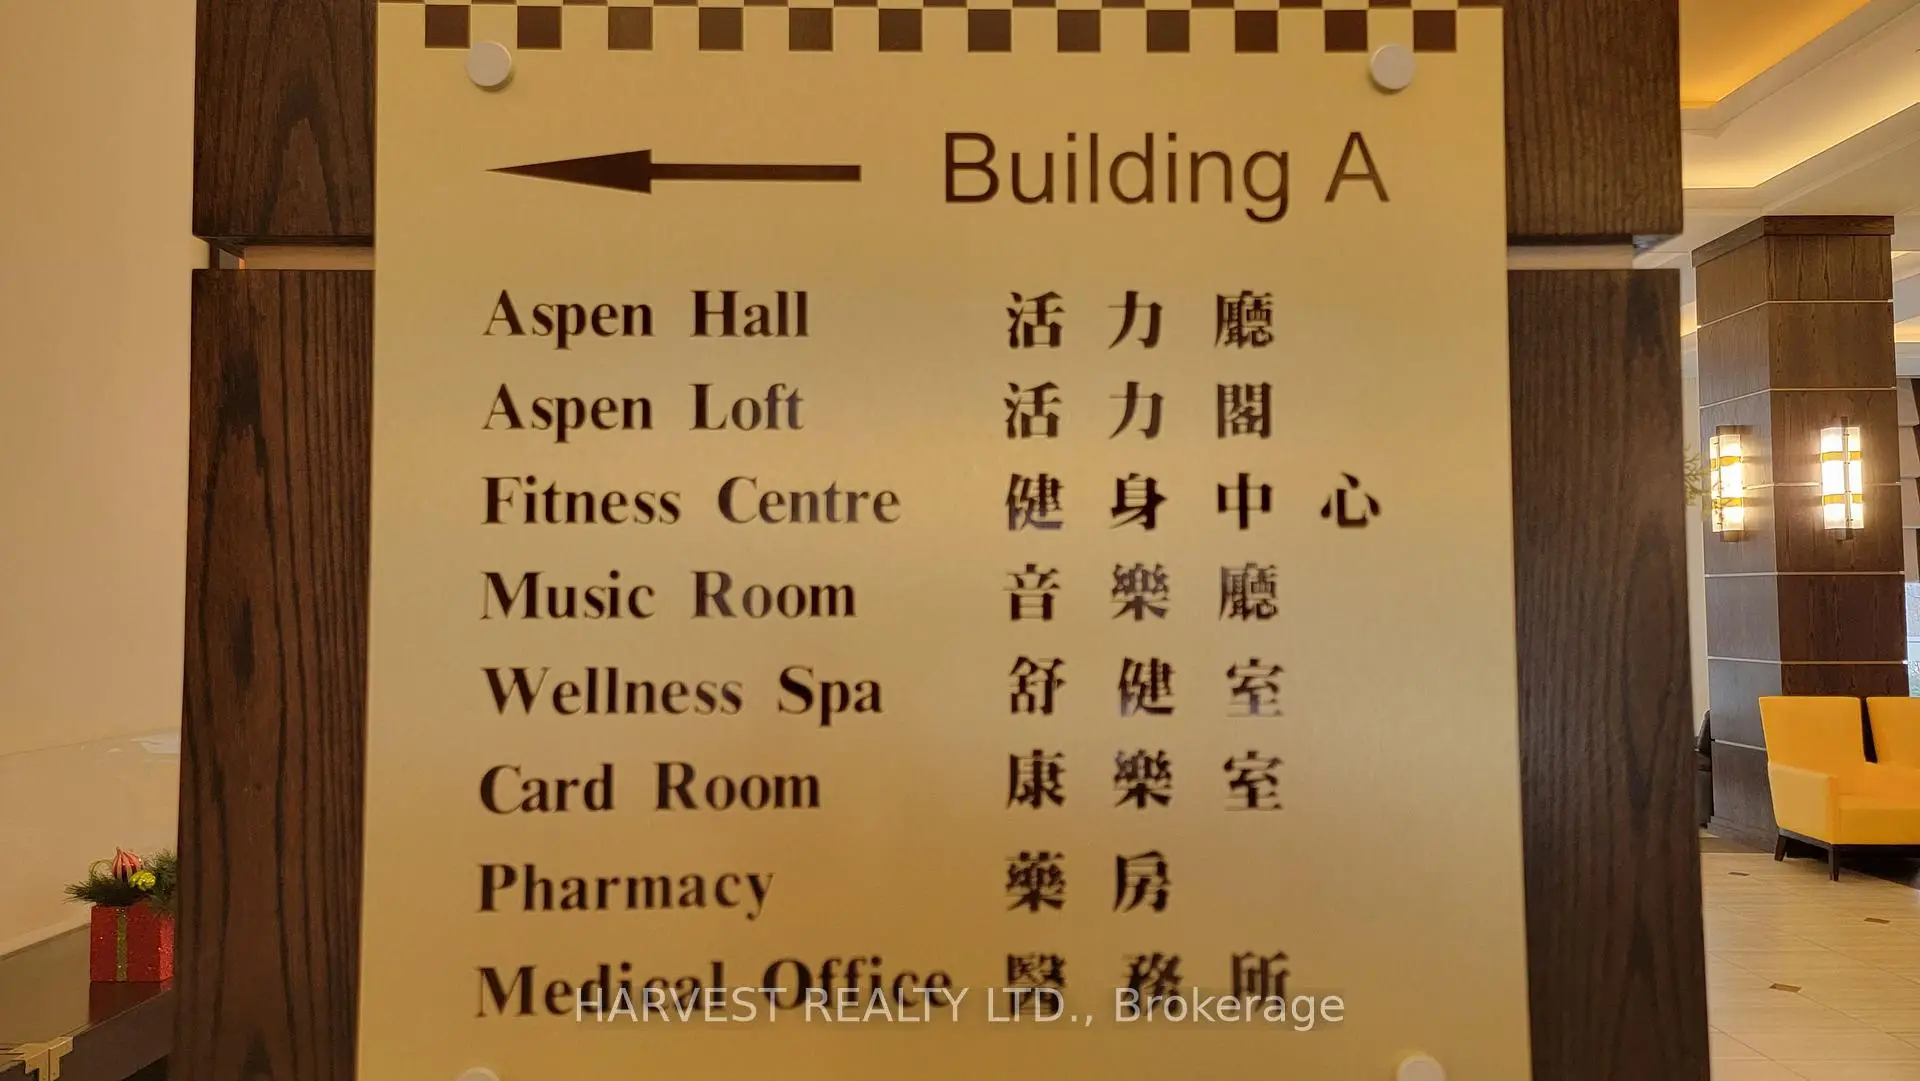 Building A
Aspen Hall 活力廳
Aspen Loft 活力閣
Fitness Centre 健身中心
Music Room 音樂廳
Wellness Spa 舒健室
Card Room 康樂室
Pharmacy 藥房
Medical Office 醫務所
HARVEST REALTY LTD., Brokerage